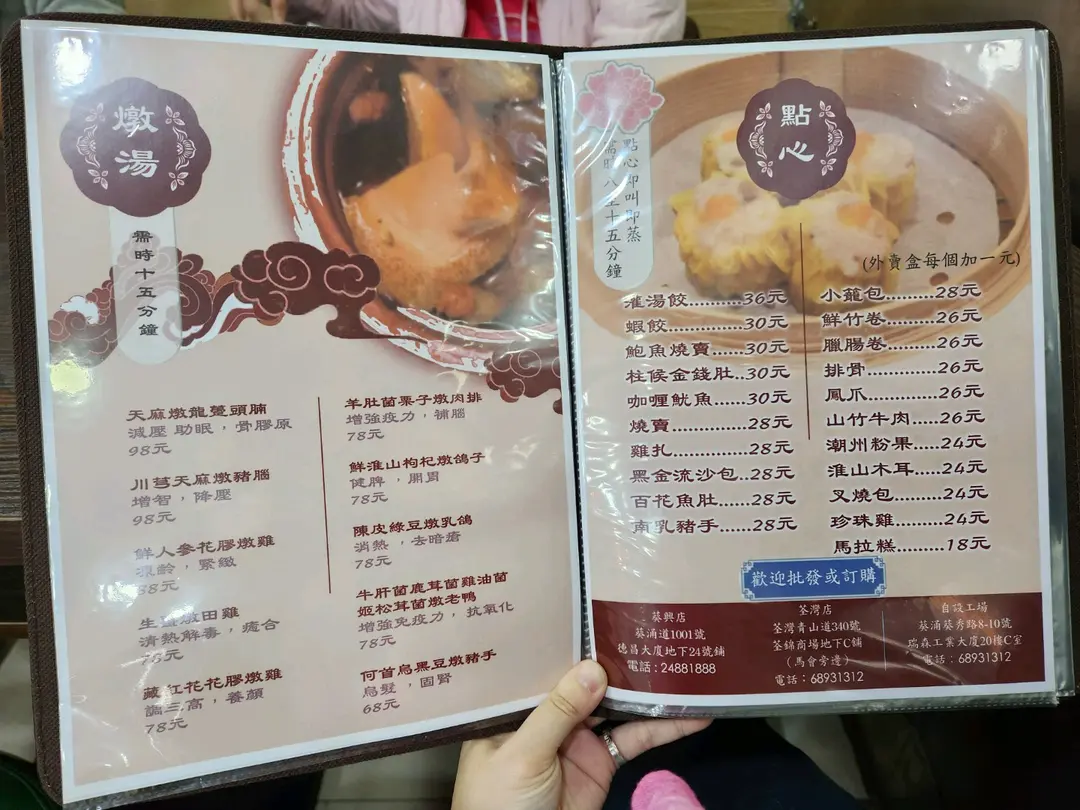 燉湯
需時十五分鐘
天麻燉龍躉頭腩
減壓 助眠，骨膠原
98元
川芎天麻燉豬腦
增智，降壓
98元
鮮人參花膠燉雞
凍齡，緊緻
88元
燉田雞
清熱解毒，癒合
78元
藏紅花花膠燉雞
調三高，養顏
78元
羊肚菌栗子燉肉排
增強疫力，補腦
78元
鮮淮山枸杞燉鴿子
健脾，開胃
78元
陳皮綠豆燉乳鴿
消熱，去暗瘡
78元
牛肝菌鹿茸菌雞油菌
姬松茸菌燉老鴨
增強免疫力，抗氧化
78元
何首烏黑豆燉豬手
烏髮，固腎
68元
點心
點心即叫即蒸
需時八至十五分鐘
(外賣盒每個加一元)
灌湯餃..........36元
蝦餃...............30元
鮑魚燒賣.......30元
柱侯金錢肚..30元
咖喱魷魚.......30元
燒賣...............28元
雞扎...............28元
黑金流沙包..28元
百花魚肚.......28元
南乳豬手.......28元
小籠包..........28元
鮮竹卷..........26元
臘腸卷..........26元
排骨...............26元
鳳爪...............26元
山竹牛肉......26元
潮州粉果.......24元
淮山木耳.......24元
叉燒包..........24元
珍珠雞..........24元
馬拉糕..........18元
歡迎批發或訂購
葵興店
葵涌道1001號
德昌大廈地下24號鋪
電話：24881888
荃灣店
荃灣青山道340號
荃錦商場地下C鋪
（馬會旁邊）
電話：68931312
自設工場
葵涌葵秀路8-10號
瑞森工業大廈20樓C室
電話：68931312